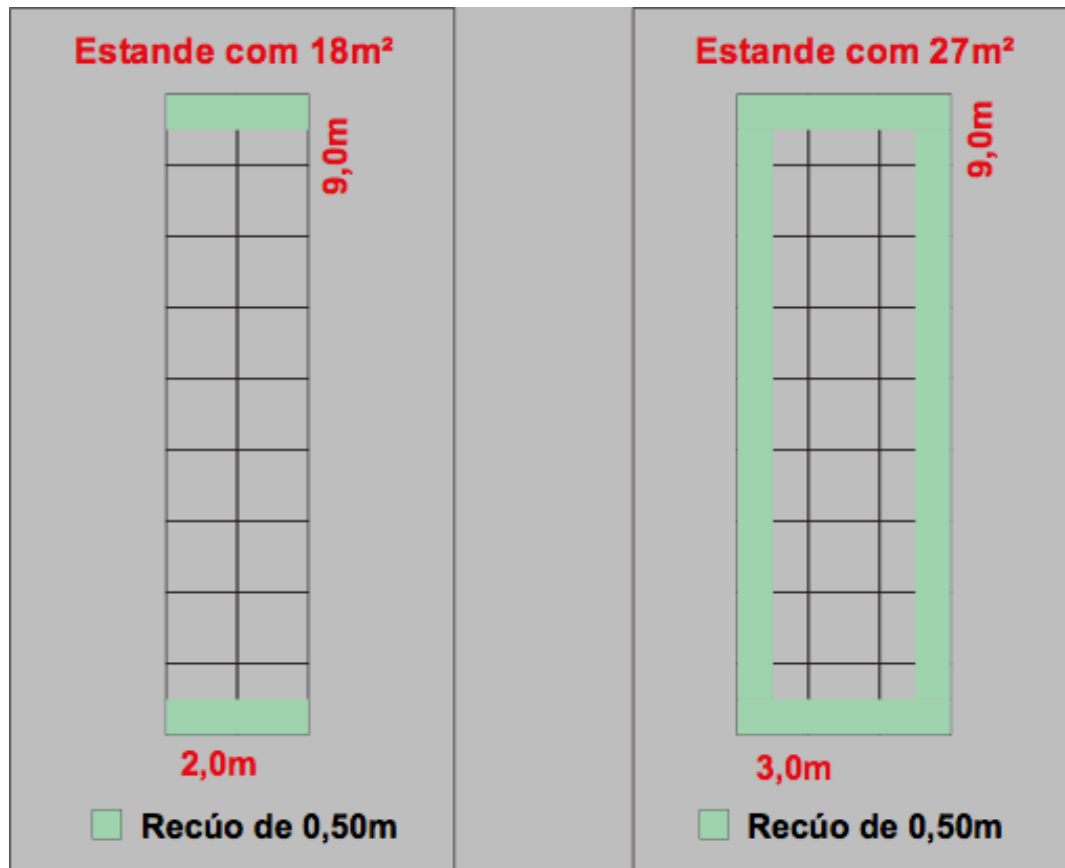 Estande com 18m²
9,0m
2,0m
Recúo de 0,50m
Estande com 27m²
9,0m
3,0m
Recúo de 0,50m